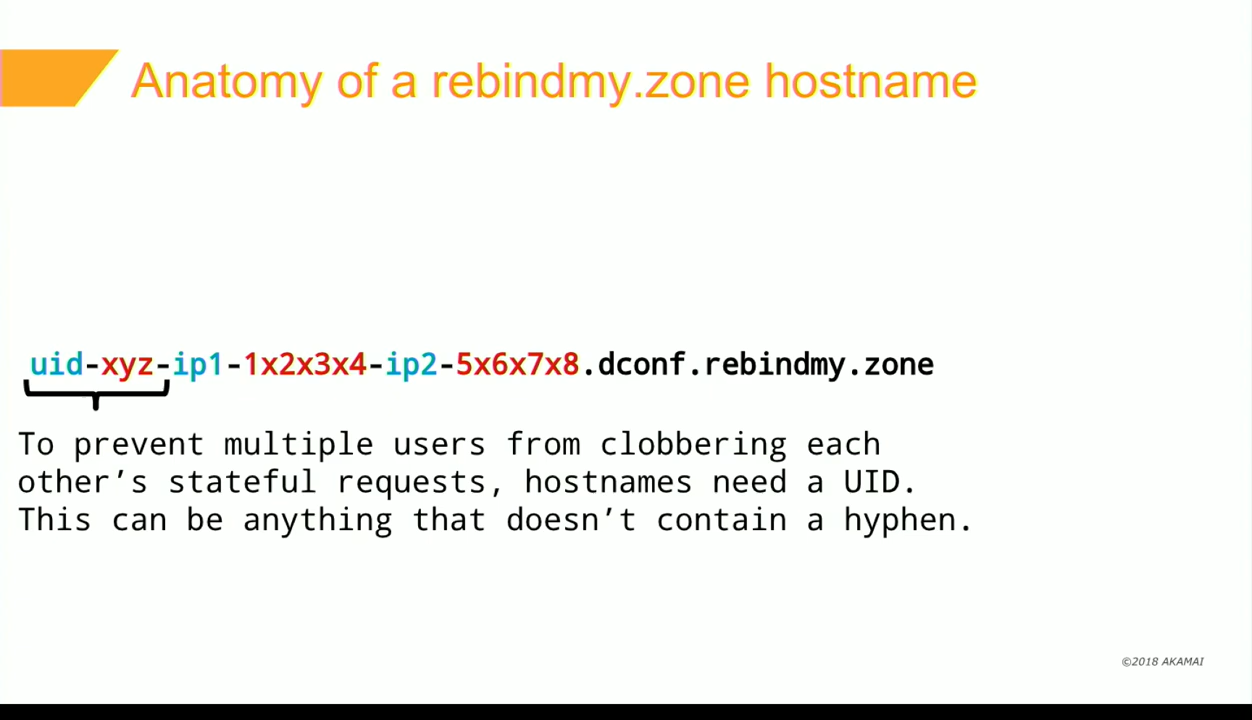 Anatomy of a rebindmy.zone hostname
uid-xyz-ip1-1x2x3x4-ip2-5x6x7x8.dconf.rebindmy.zone
To prevent multiple users from clobbering each
other’s stateful requests, hostnames need a UID.
This can be anything that doesn’t contain a hyphen.
©2018 AKAMAI